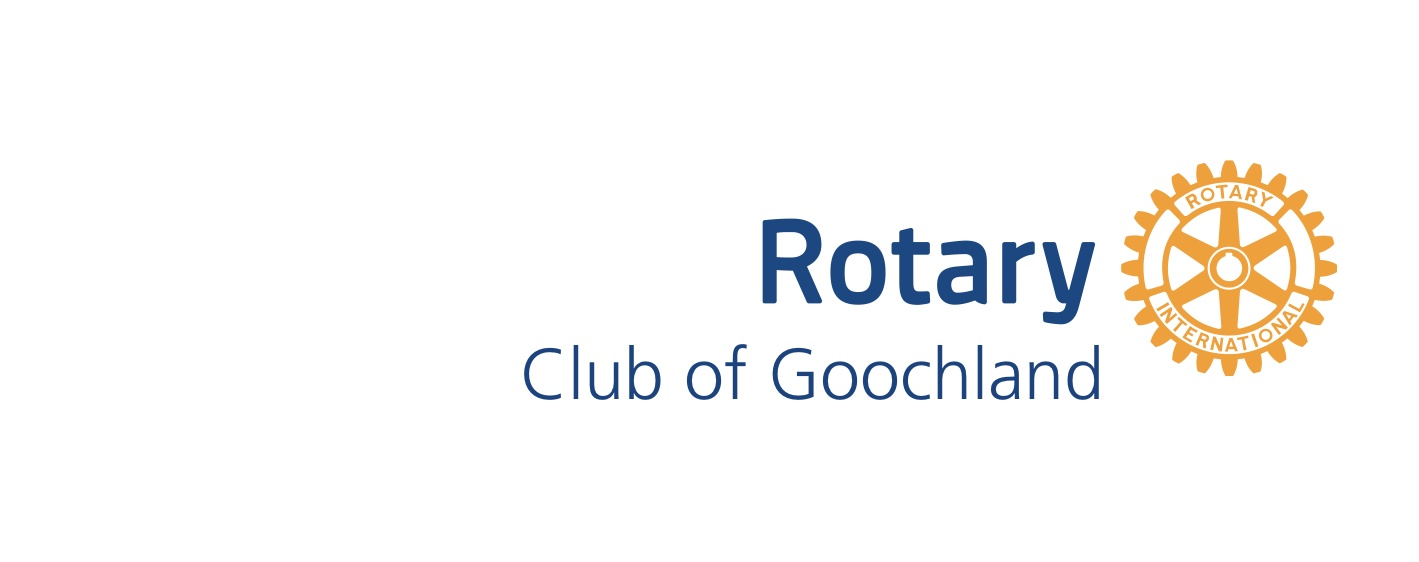 Rotary
Club of Goochland
ROTARY
INTERNATIONAL